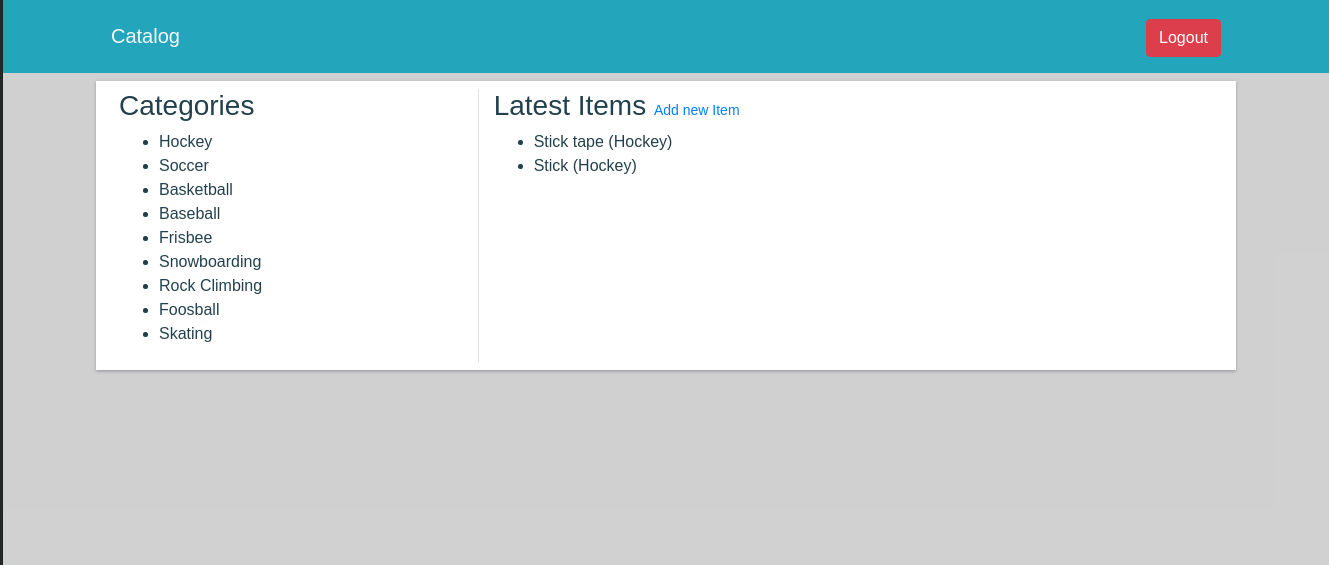 Catalog
Logout
Categories
Hockey
Soccer
Basketball
Baseball
Frisbee
Snowboarding
Rock Climbing
Foosball
Skating
Latest Items Add new Item
Stick tape (Hockey)
Stick (Hockey)